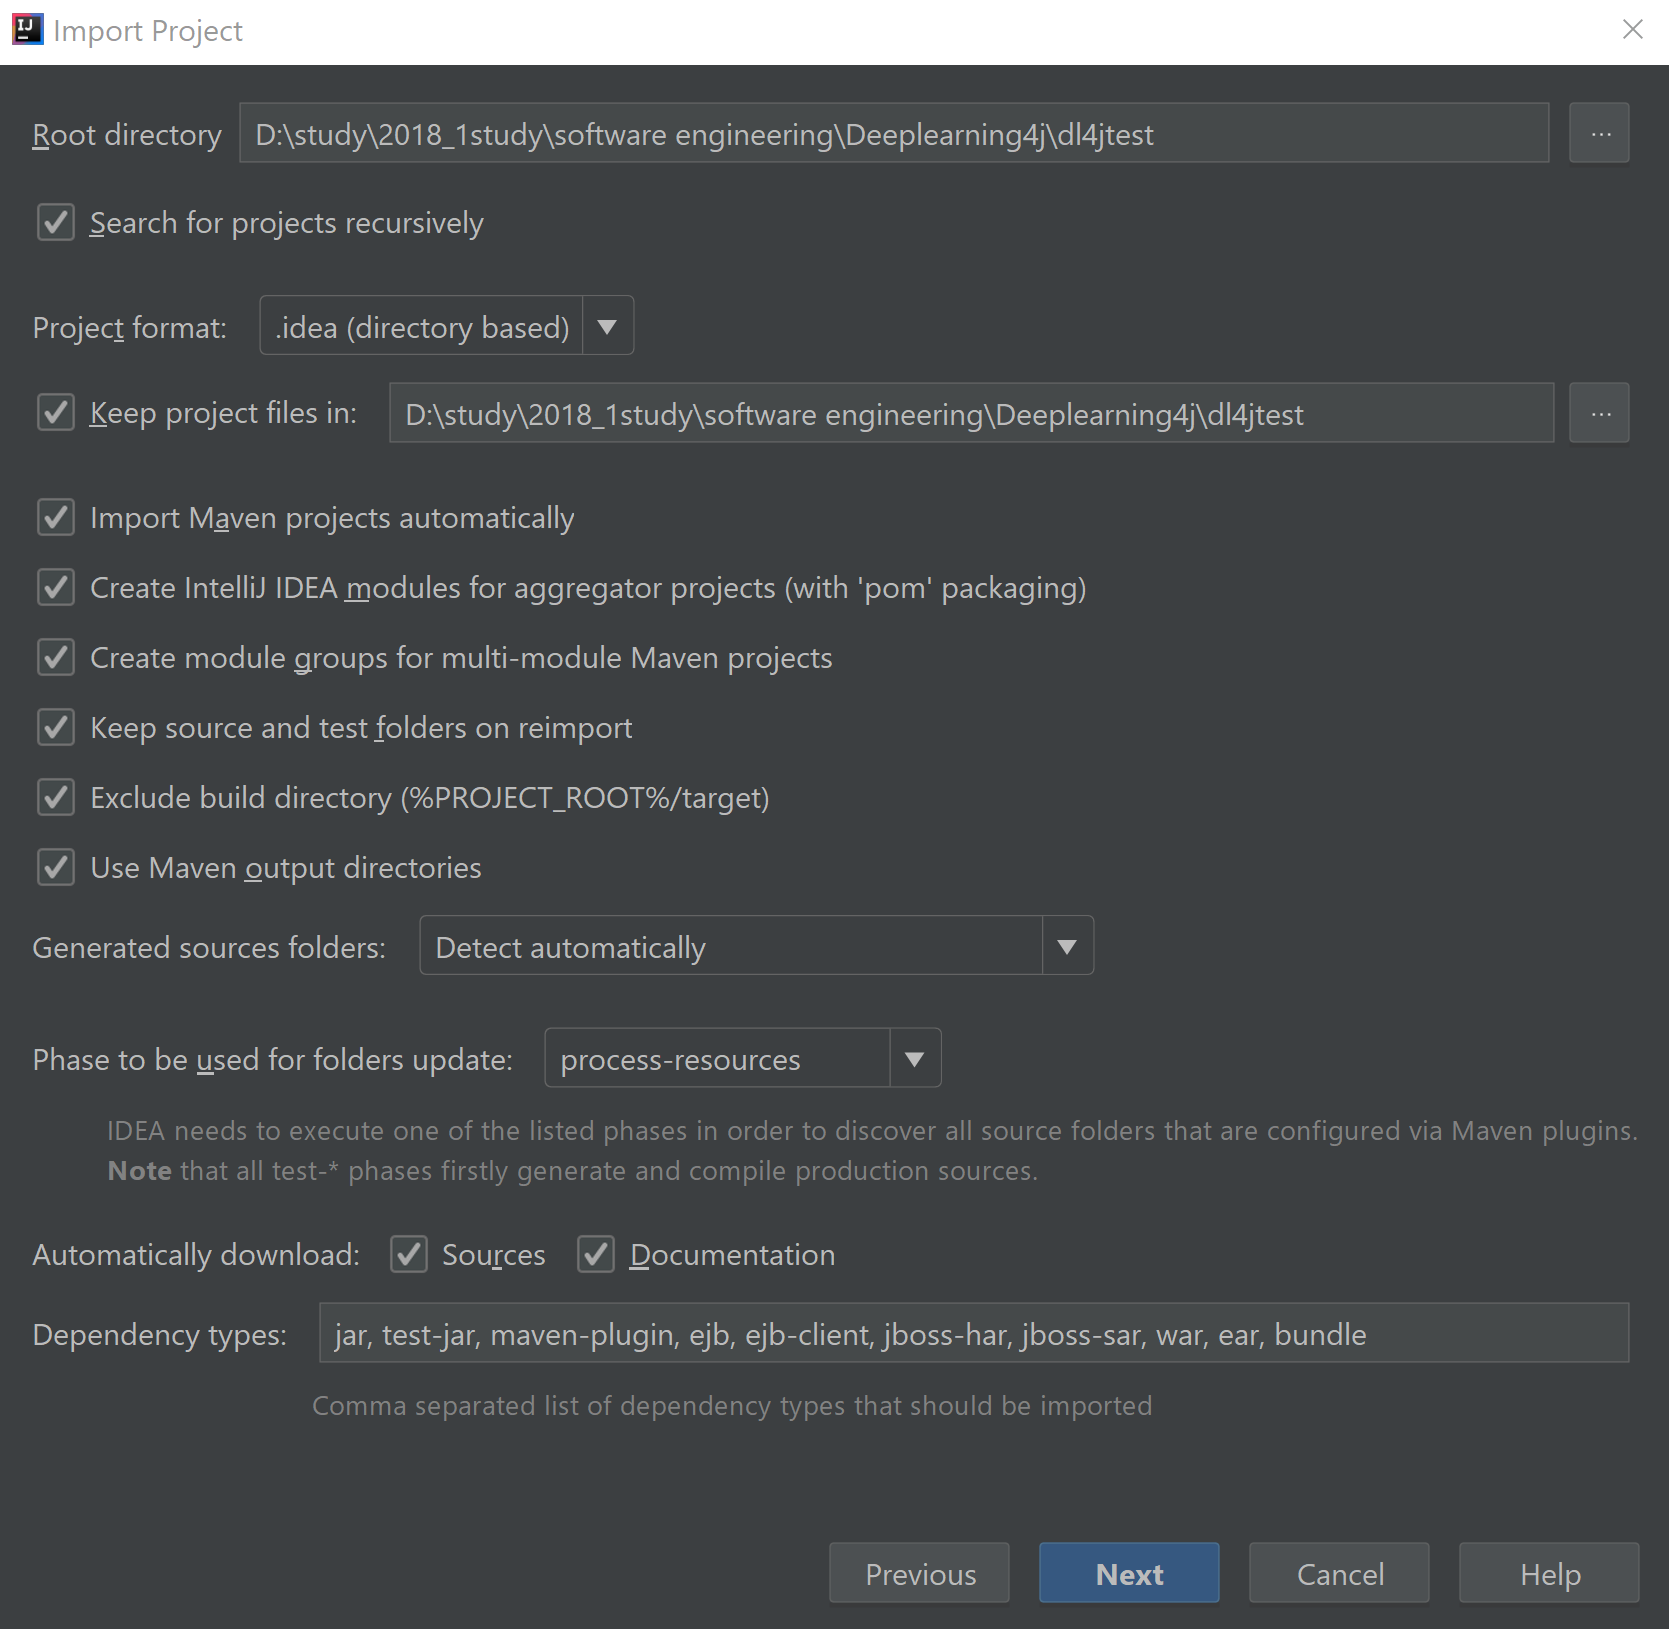 IJ Import Project
Root directory D:\study\2018_1study\software engineering\Deeplearning4j\dl4jtest ...
Search for projects recursively
Project format: .idea (directory based)
Keep project files in: D:\study\2018_1study\software engineering\Deeplearning4j\dl4jtest ...
Import Maven projects automatically
Create IntelliJ IDEA modules for aggregator projects (with 'pom' packaging)
Create module groups for multi-module Maven projects
Keep source and test folders on reimport
Exclude build directory (%PROJECT_ROOT%/target)
Use Maven output directories
Generated sources folders: Detect automatically
Phase to be used for folders update: process-resources
IDEA needs to execute one of the listed phases in order to discover all source folders that are configured via Maven plugins.
Note that all test-* phases firstly generate and compile production sources.
Automatically download: Sources Documentation
Dependency types: jar, test-jar, maven-plugin, ejb, ejb-client, jboss-har, jboss-sar, war, ear, bundle
Comma separated list of dependency types that should be imported
Previous Next Cancel Help